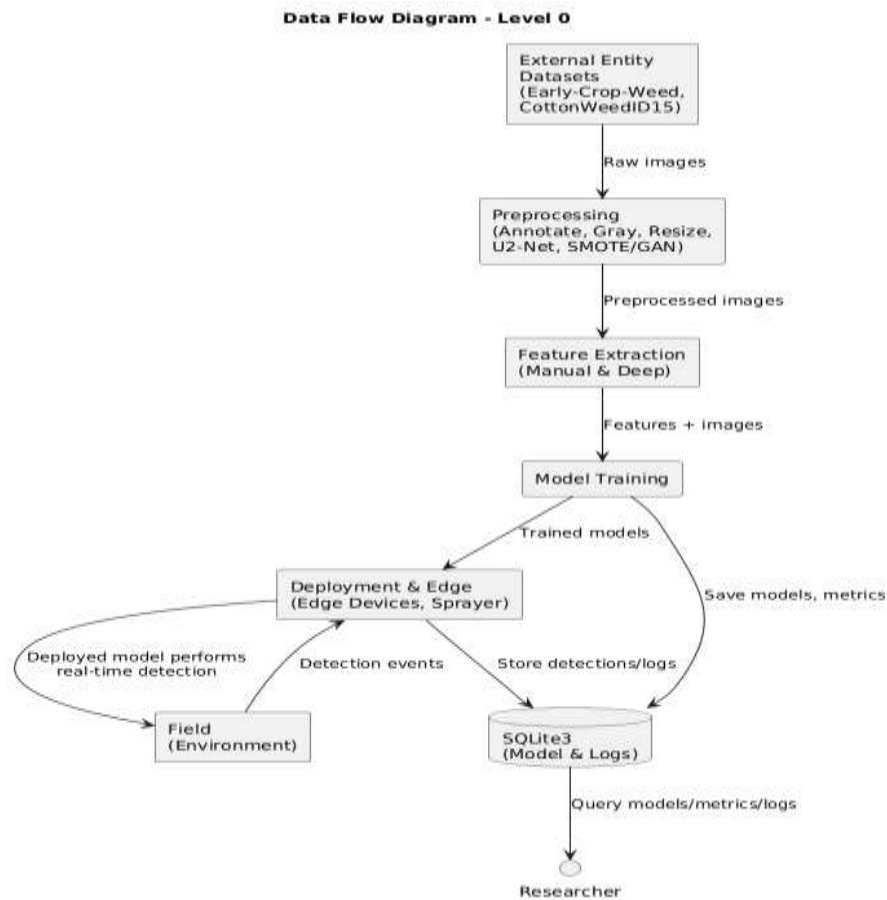 Data Flow Diagram - Level 0
External Entity
Datasets
(Early-Crop-Weed,
CottonWeedID15)
Raw images
Preprocessing
(Annotate, Gray, Resize,
U2-Net, SMOTE/GAN)
Preprocessed images
Feature Extraction
(Manual & Deep)
Features + images
Model Training
Trained models
Save models, metrics
Deployment & Edge
(Edge Devices, Sprayer)
Deployed model performs
real-time detection
Detection events
Store detections/logs
Field
(Environment)
SQLite3
(Model & Logs)
Query models/metrics/logs
Researcher